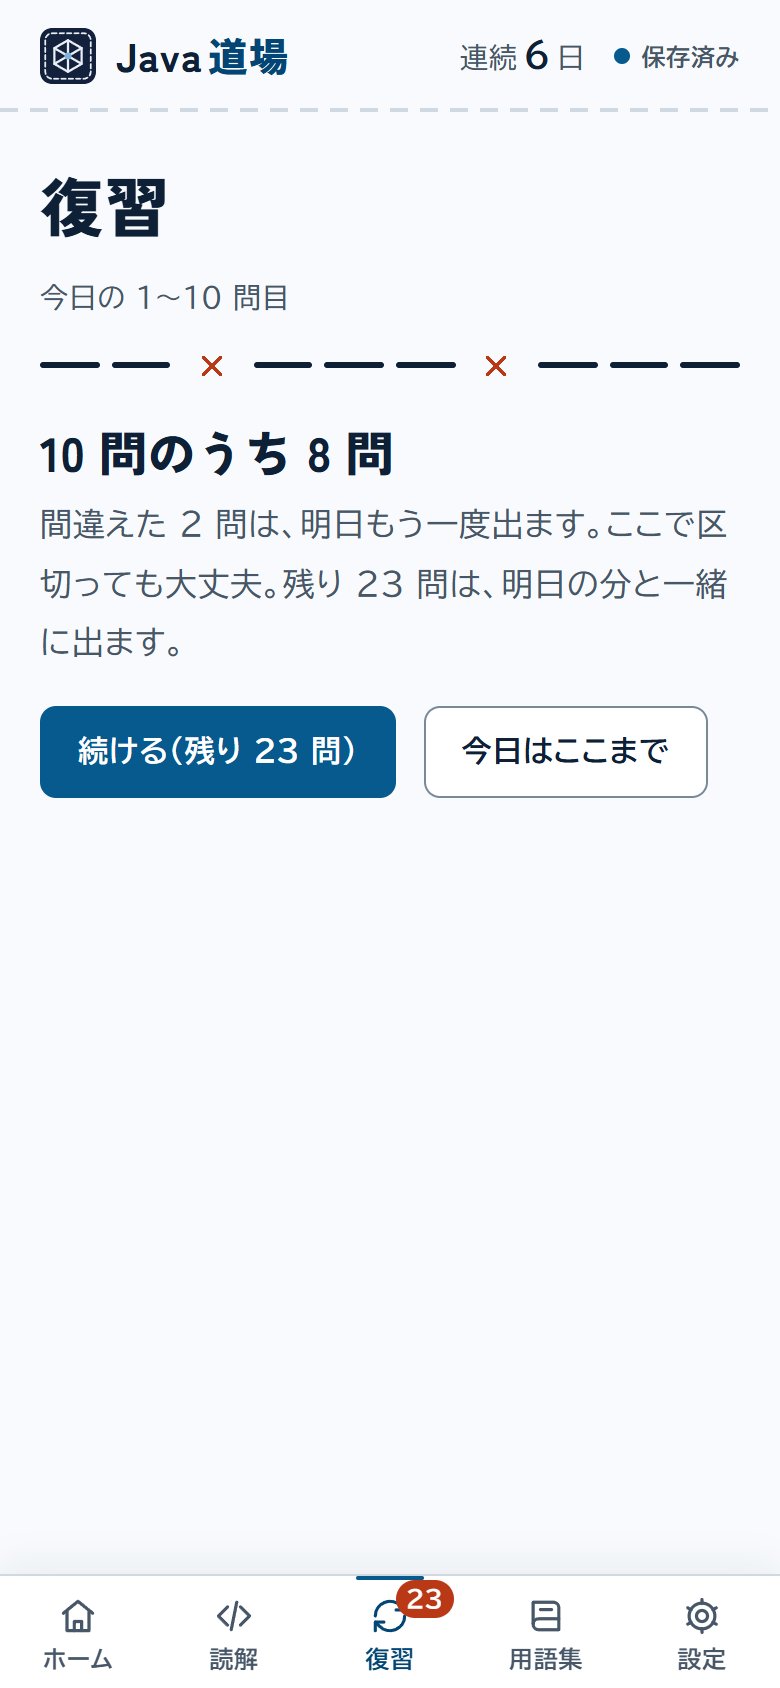 Java 道場
連続 6 日
保存済み
復習
今日の 1〜10 問目
10 問のうち 8 問
間違えた 2 問は、明日もう一度出ます。ここで区
切っても大丈夫。残り 23 問は、明日の分と一緒
に出ます。
続ける(残り 23 問)
今日はここまで
23
ホーム
読解
復習
用語集
設定